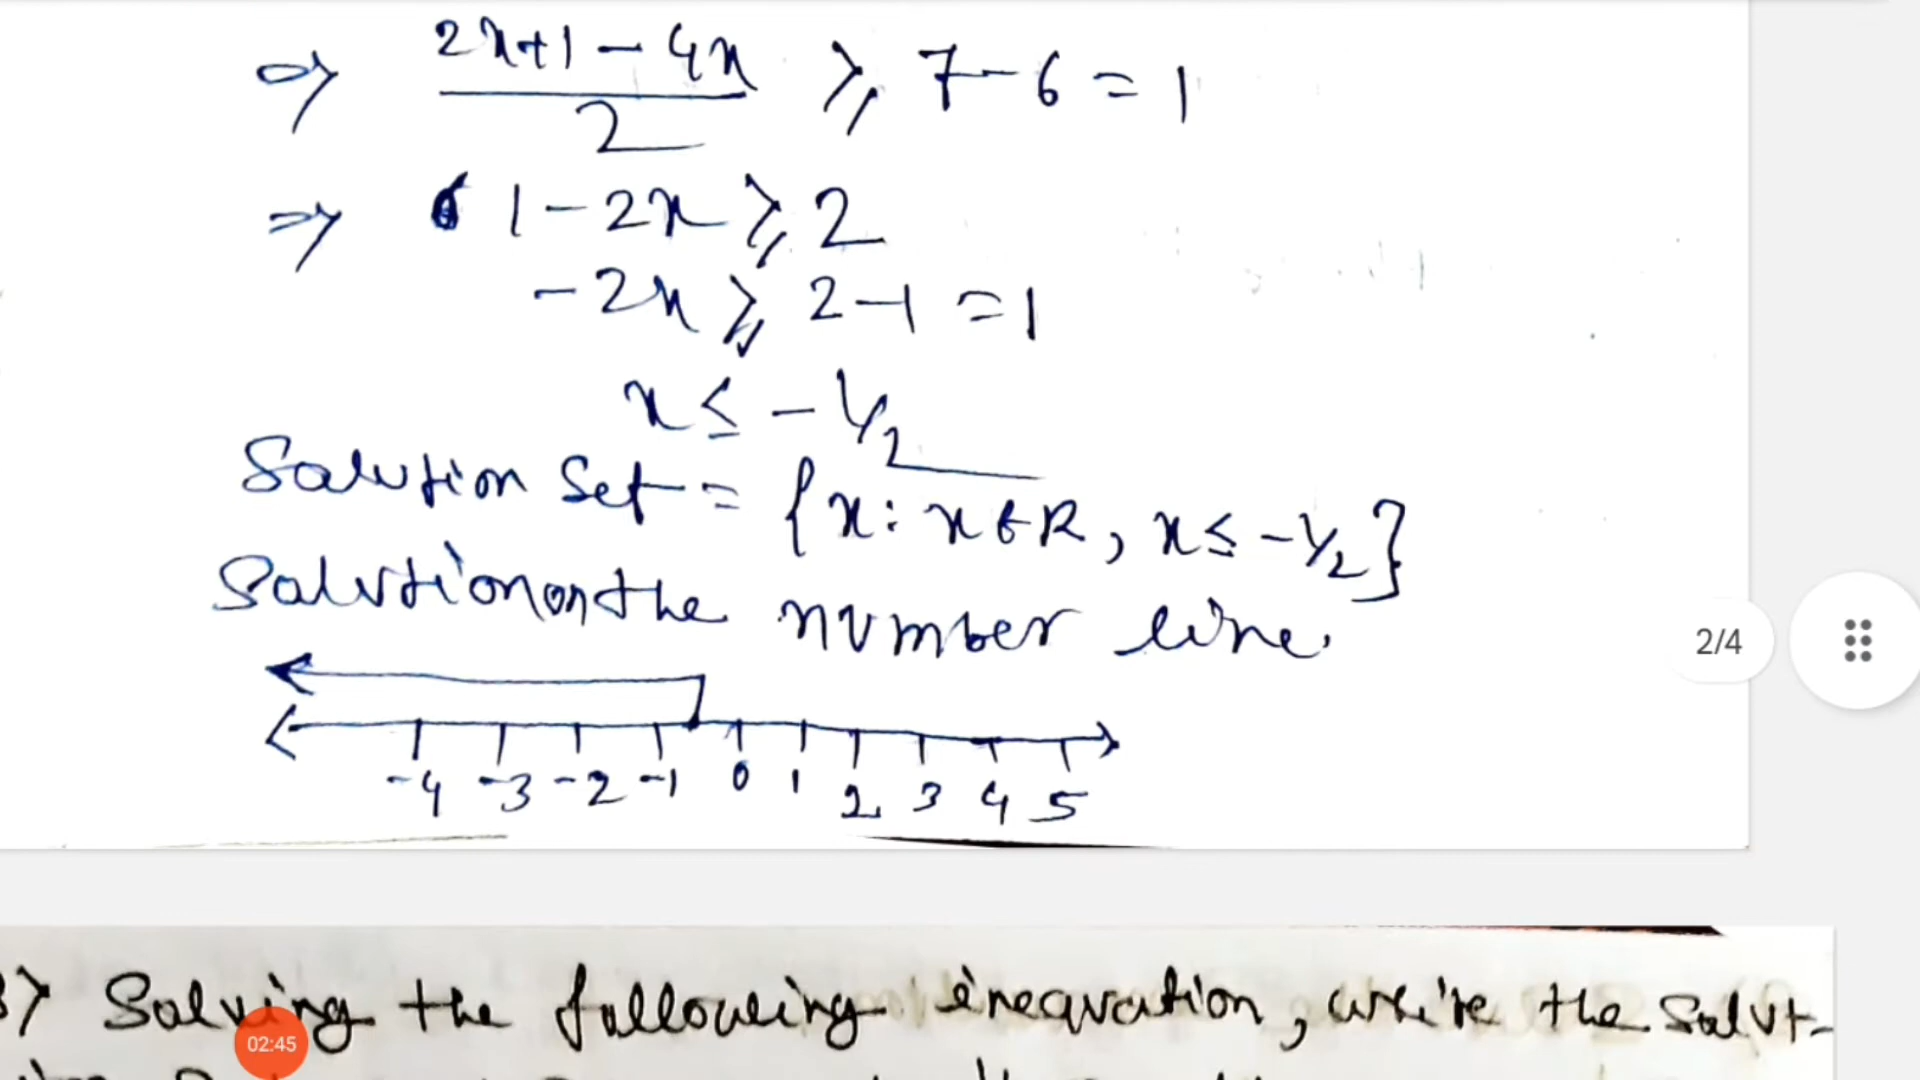 ⇒ (2x+1-4x)/2 ≥ 7-6=1
⇒ 1-2x ≥ 2
-2x ≥ 2-1 =1
x ≤ -1/2
Solution Set = {x: x∈R, x≤ -1/2}
Solution on the number line.
-4 -3 -2 -1 0 1 2 3 4 5
2/4
> Solving the following inequation, write the Solut-
02:45